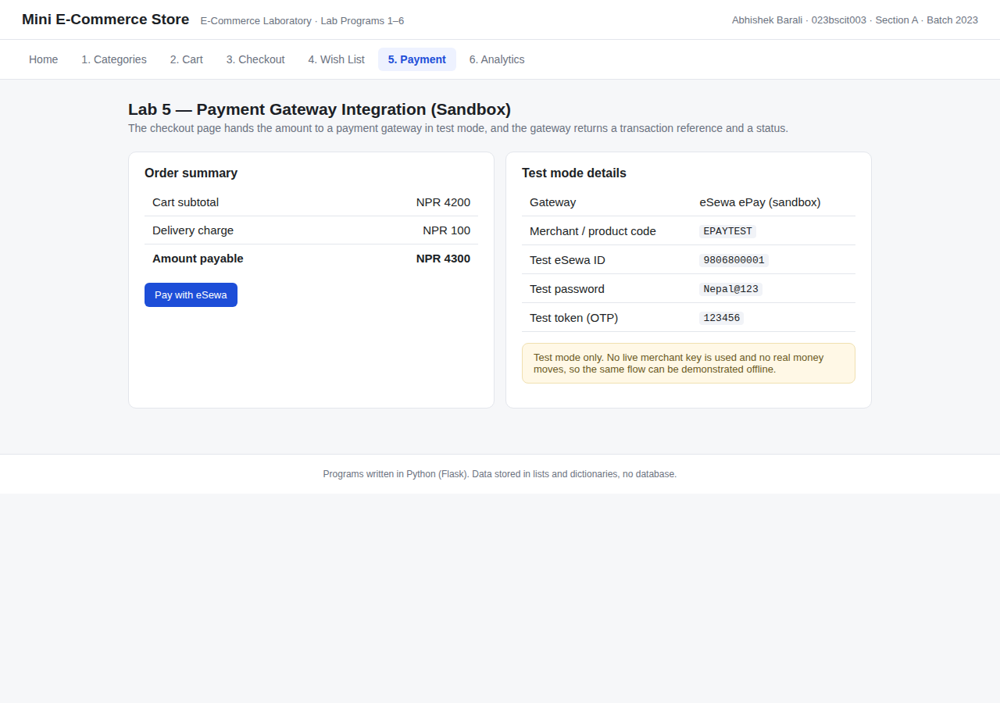 Mini E-Commerce Store E-Commerce Laboratory · Lab Programs 1–6 Abhishek Barali · 023bscit003 · Section A · Batch 2023
Home 1. Categories 2. Cart 3. Checkout 4. Wish List 5. Payment 6. Analytics
Lab 5 — Payment Gateway Integration (Sandbox)
The checkout page hands the amount to a payment gateway in test mode, and the gateway returns a transaction reference and a status.
Order summary
Cart subtotal NPR 4200
Delivery charge NPR 100
Amount payable NPR 4300
Pay with eSewa
Test mode details
Gateway eSewa ePay (sandbox)
Merchant / product code EPAYTEST
Test eSewa ID 9806800001
Test password Nepal@123
Test token (OTP) 123456
Test mode only. No live merchant key is used and no real money
moves, so the same flow can be demonstrated offline.
Programs written in Python (Flask). Data stored in lists and dictionaries, no database.